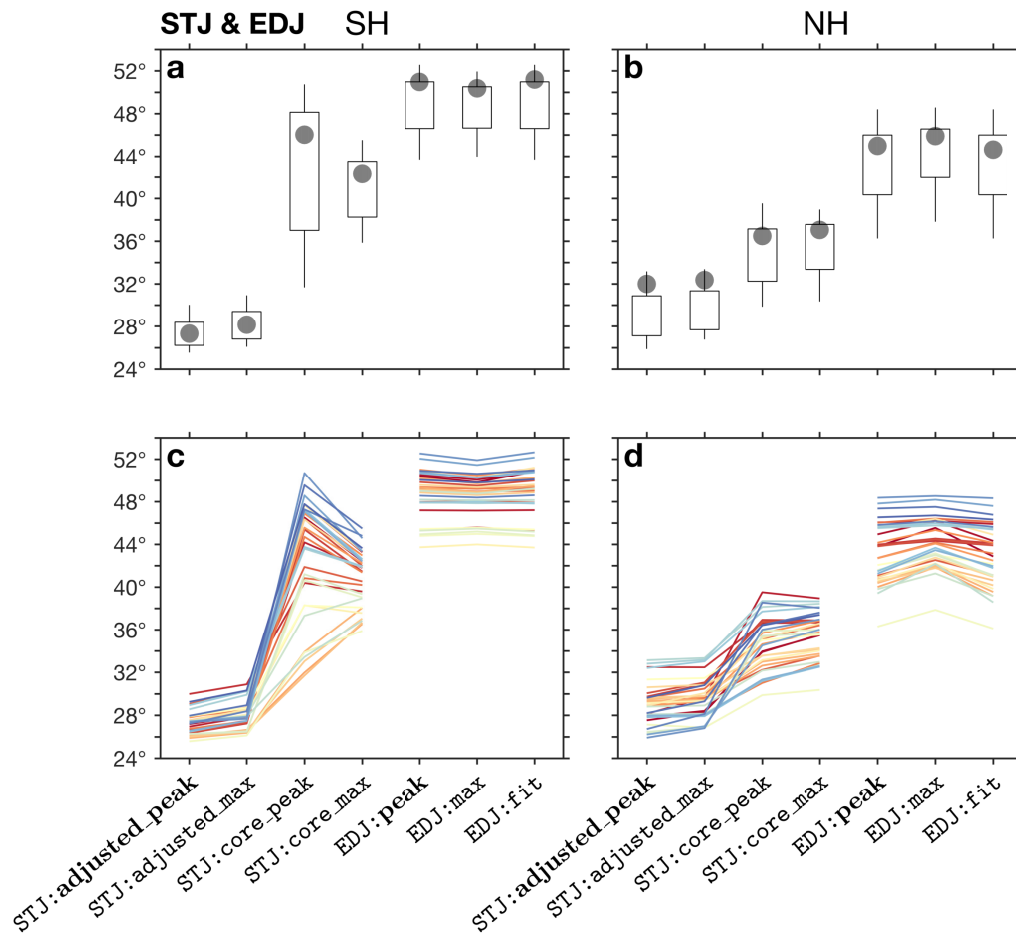 STJ & EDJ SH NH
a b
52°
48°
44°
40°
36°
32°
28°
24°
c d
52°
48°
44°
40°
36°
32°
28°
24°
STJ:adjusted_peak
STJ:adjusted_max
STJ:core_peak
STJ:core_max
EDJ:peak
EDJ:max
EDJ:fit
STJ:adjusted_peak
STJ:adjusted_max
STJ:core_peak
STJ:core_max
EDJ:peak
EDJ:max
EDJ:fit